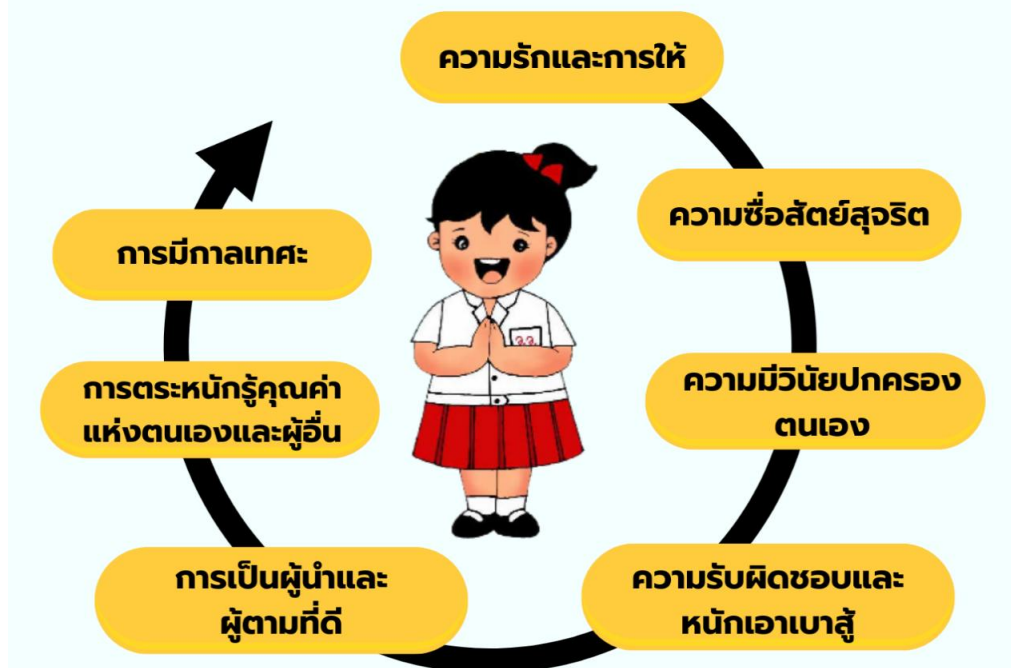 ความรักและการให้
ความซื่อสัตย์สุจริต
ความมีวินัยปกครอง
ตนเอง
ความรับผิดชอบและ
หนักเอาเบาสู้
การเป็นผู้นำและ
ผู้ตามที่ดี
การตระหนักรู้คุณค่า
แห่งตนเองและผู้อื่น
การมีกาลเทศะ